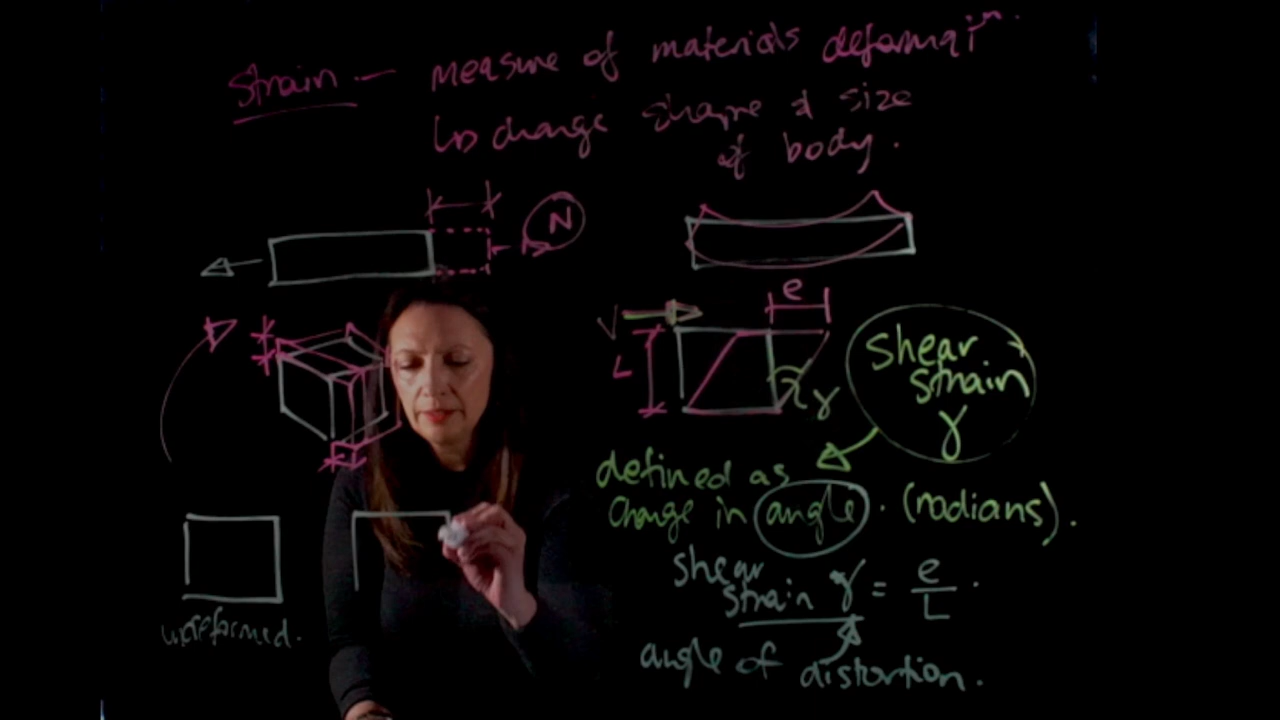 Strain - measure of materials deformatn.
↳ change shape & size
of body.
N
e
V
L
γ
shear
strain
γ
defined as
change in angle. (radians).
shear
strain γ = e/L.
angle of distortion.
undeformed.